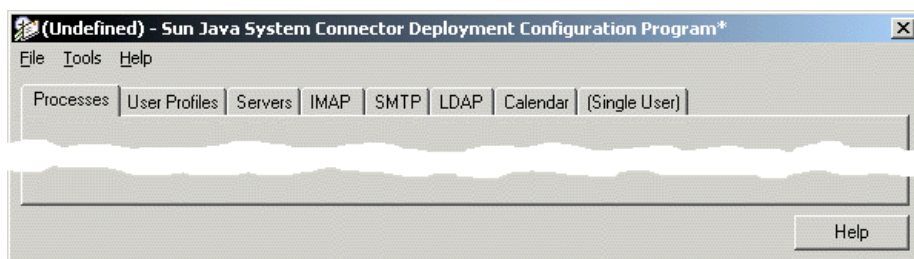 (Undefined) - Sun Java System Connector Deployment Configuration Program*
File Tools Help
Processes User Profiles Servers IMAP SMTP LDAP Calendar (Single User)
Help